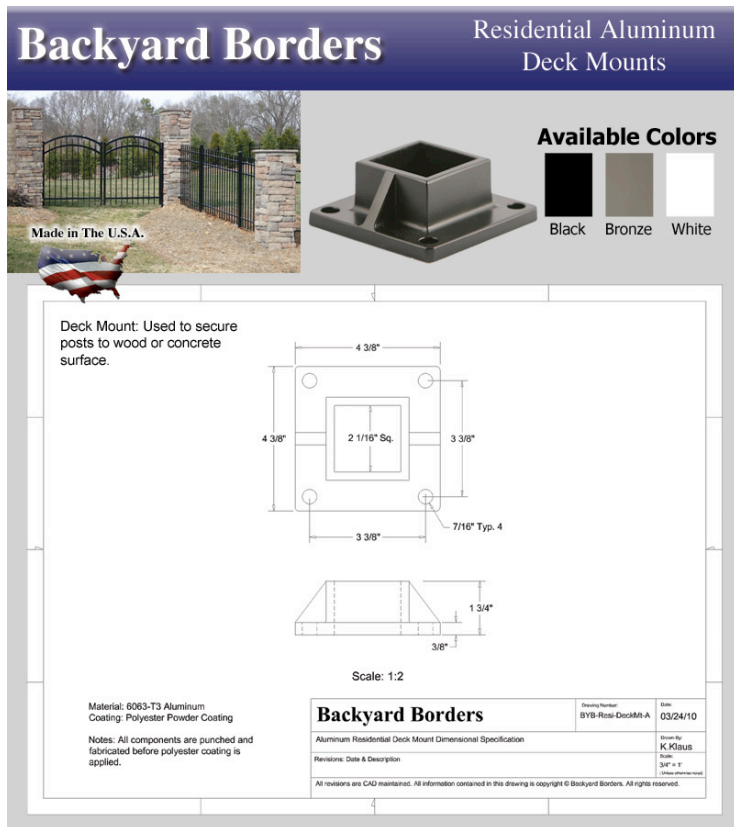 Backyard Borders
Residential Aluminum
Deck Mounts
Made in The U.S.A.
Available Colors
Black Bronze White
Deck Mount: Used to secure
posts to wood or concrete
surface.
4 3/8"
4 3/8"
2 1/16" Sq.
3 3/8"
7/16" Typ. 4
3 3/8"
1 3/4"
3/8"
Scale: 1:2
Material: 6063-T3 Aluminum
Coating: Polyester Powder Coating
Notes: All components are punched and
fabricated before polyester coating is
applied.
Backyard Borders
Drawing Number:
BYB-Resi-DeckMt-A
Date:
03/24/10
Aluminum Residential Deck Mount Dimensional Specification
Drawn By:
K.Klaus
Revisions: Date & Description
Scale:
3/4" = 1'
(Unless otherwise noted)
All revisions are CAD maintained. All information contained in this drawing is copyright © Backyard Borders. All rights reserved.